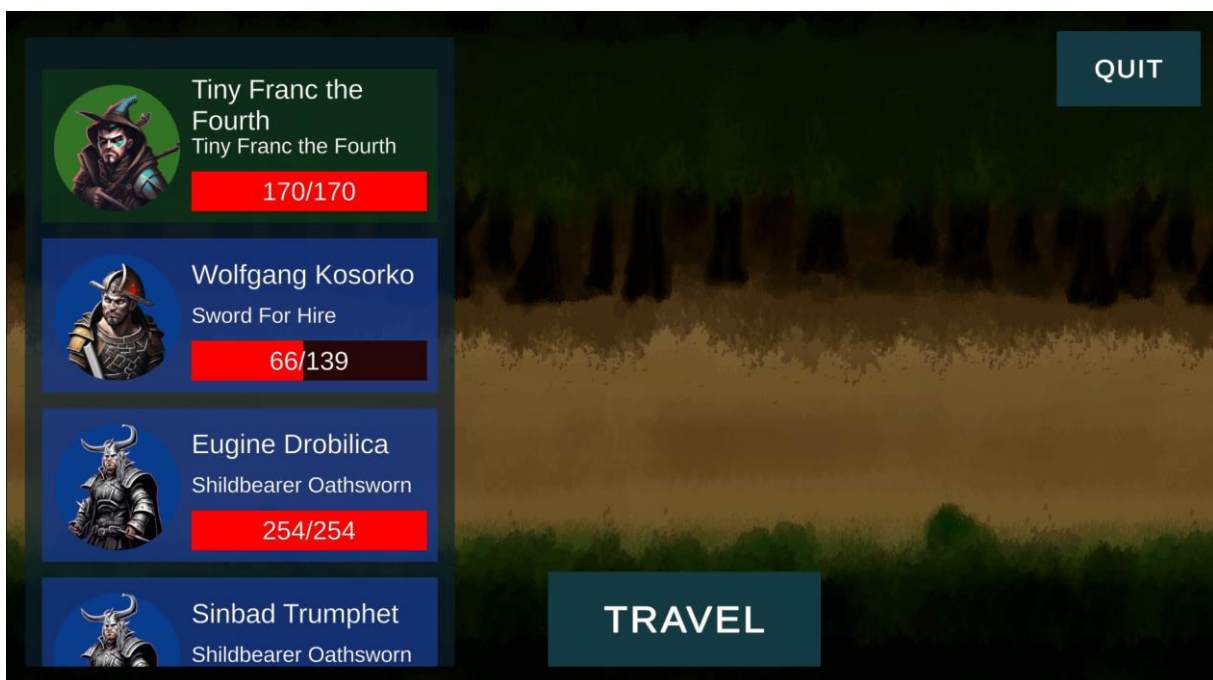 Tiny Franc the
Fourth
Tiny Franc the Fourth
170/170
Wolfgang Kosorko
Sword For Hire
66/139
Eugine Drobilica
Shildbearer Oathsworn
254/254
Sinbad Trumphet
Shildbearer Oathsworn
QUIT
TRAVEL